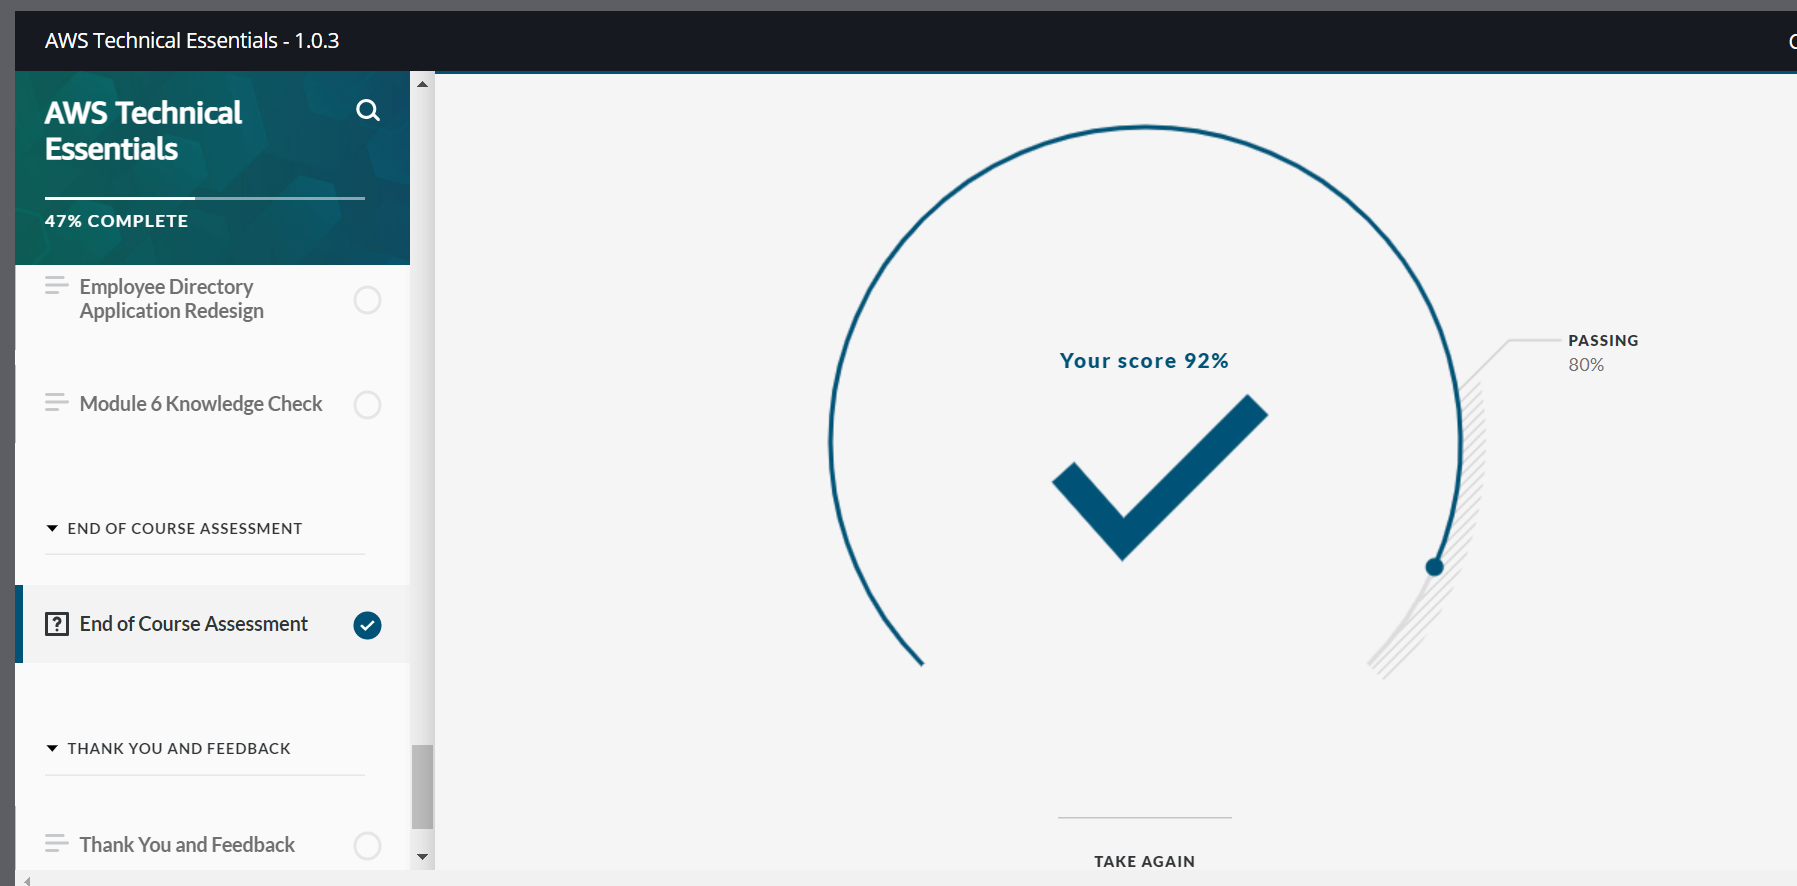 AWS Technical Essentials - 1.0.3
AWS Technical
Essentials
47% COMPLETE
Employee Directory
Application Redesign
Module 6 Knowledge Check
END OF COURSE ASSESSMENT
End of Course Assessment
THANK YOU AND FEEDBACK
Thank You and Feedback
Your score 92%
PASSING
80%
TAKE AGAIN